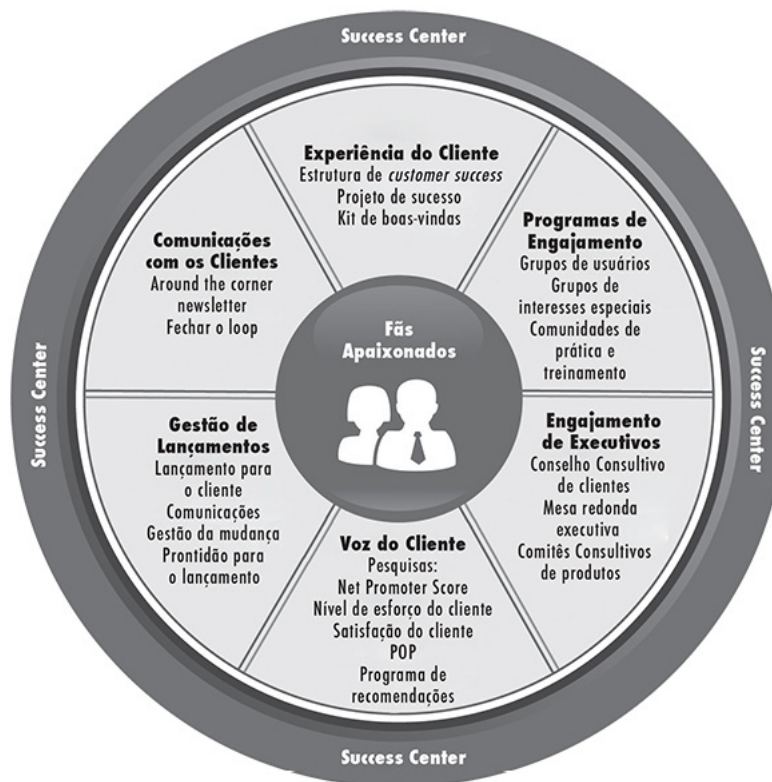 Success Center
Experiência do Cliente
Estrutura de customer success
Projeto de sucesso
Kit de boas-vindas
Programas de
Engajamento
Grupos de usuários
Grupos de
interesses especiais
Comunidades de
prática e
treinamento
Success Center
Engajamento
de Executivos
Conselho Consultivo
de clientes
Mesa redonda
executiva
Comitês Consultivos
de produtos
Voz do Cliente
Pesquisas:
Net Promoter Score
Nível de esforço do cliente
Satisfação do cliente
POP
Programa de
recomendações
Success Center
Gestão de
Lançamentos
Lançamento para
o cliente
Comunicações
Gestão da mudança
Prontidão para
o lançamento
Success Center
Comunicações
com os Clientes
Around the corner
newsletter
Fechar o loop
Fãs
Apaixonados